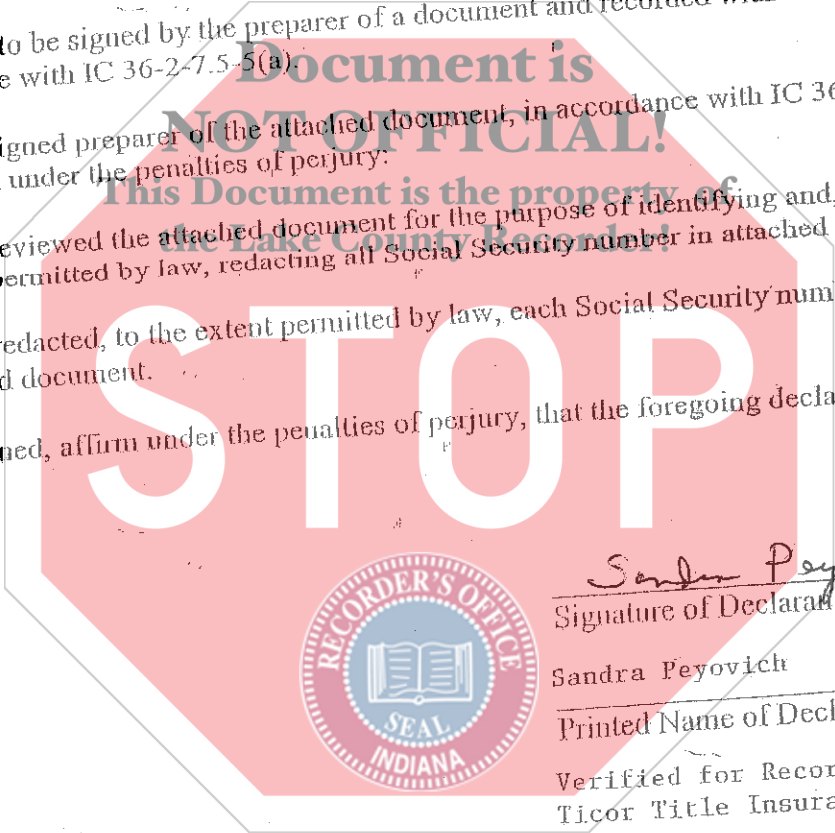 to be signed by the preparer of a document and recorded
e with IC 36-2-7.5-5(a).
Document is
NOT OFFICIAL!
This Document is the property of
the Lake County Recorder!
igned preparer of the attached document, in accordance with IC 36
under the penalties of perjury:
eviewed the attached document for the purpose of identifying and,
ermitted by law, redacting all Social Security number in attached
edacted, to the extent permitted by law, each Social Security num
d document.
ned, affirm under the penalties of perjury, that the foregoing decla
STOP
RECORDER'S OFFICE
SEAL
INDIANA
Sandra Pey
Signature of Declaran
Sandra Peyovich
Printed Name of Decl
Verified for Recor
Ticor Title Insura